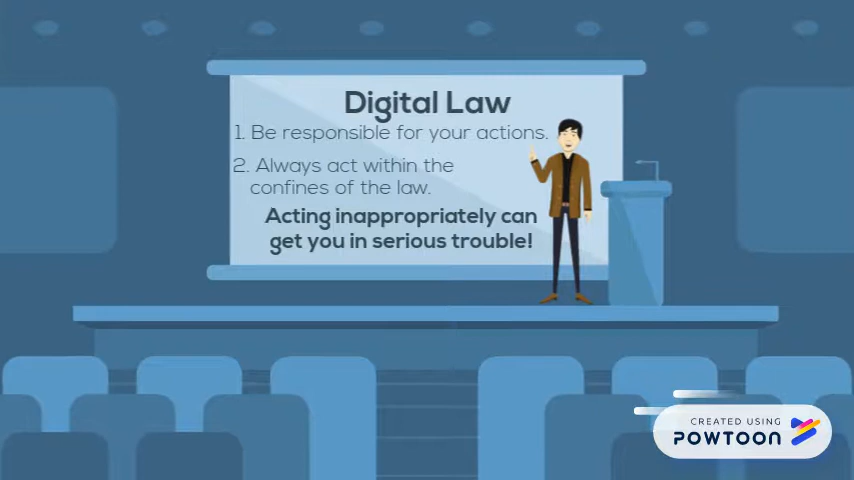 Digital Law
1. Be responsible for your actions.
2. Always act within the
confines of the law.
Acting inappropriately can
get you in serious trouble!
CREATED USING
POWTOON